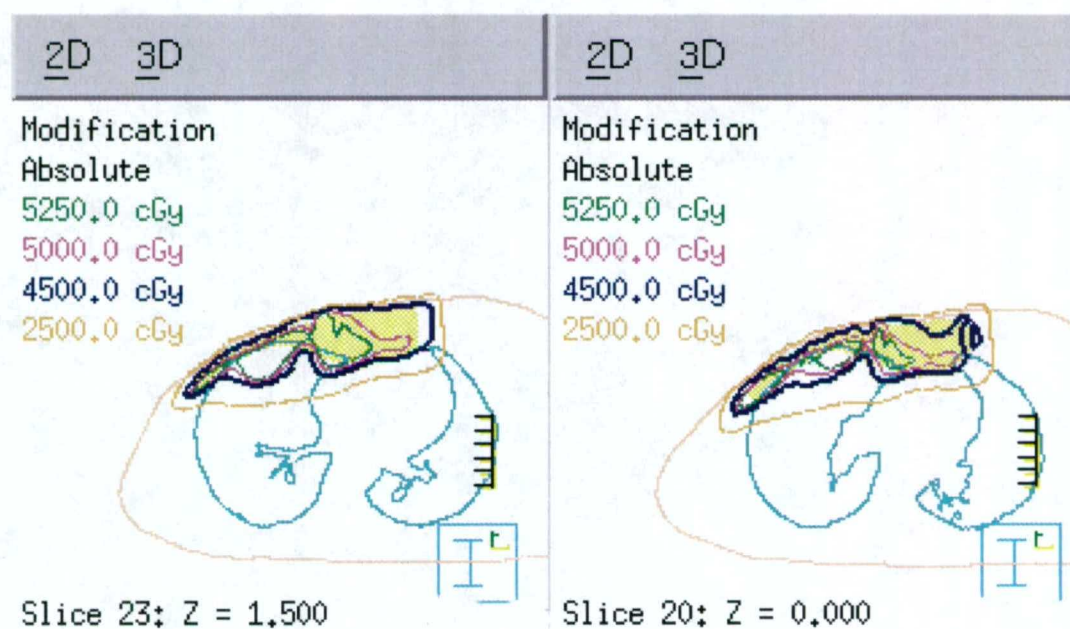 2D 3D
Modification
Absolute
5250.0 cGy
5000.0 cGy
4500.0 cGy
2500.0 cGy
Slice 23: Z = 1.500
2D 3D
Modification
Absolute
5250.0 cGy
5000.0 cGy
4500.0 cGy
2500.0 cGy
Slice 20: Z = 0.000